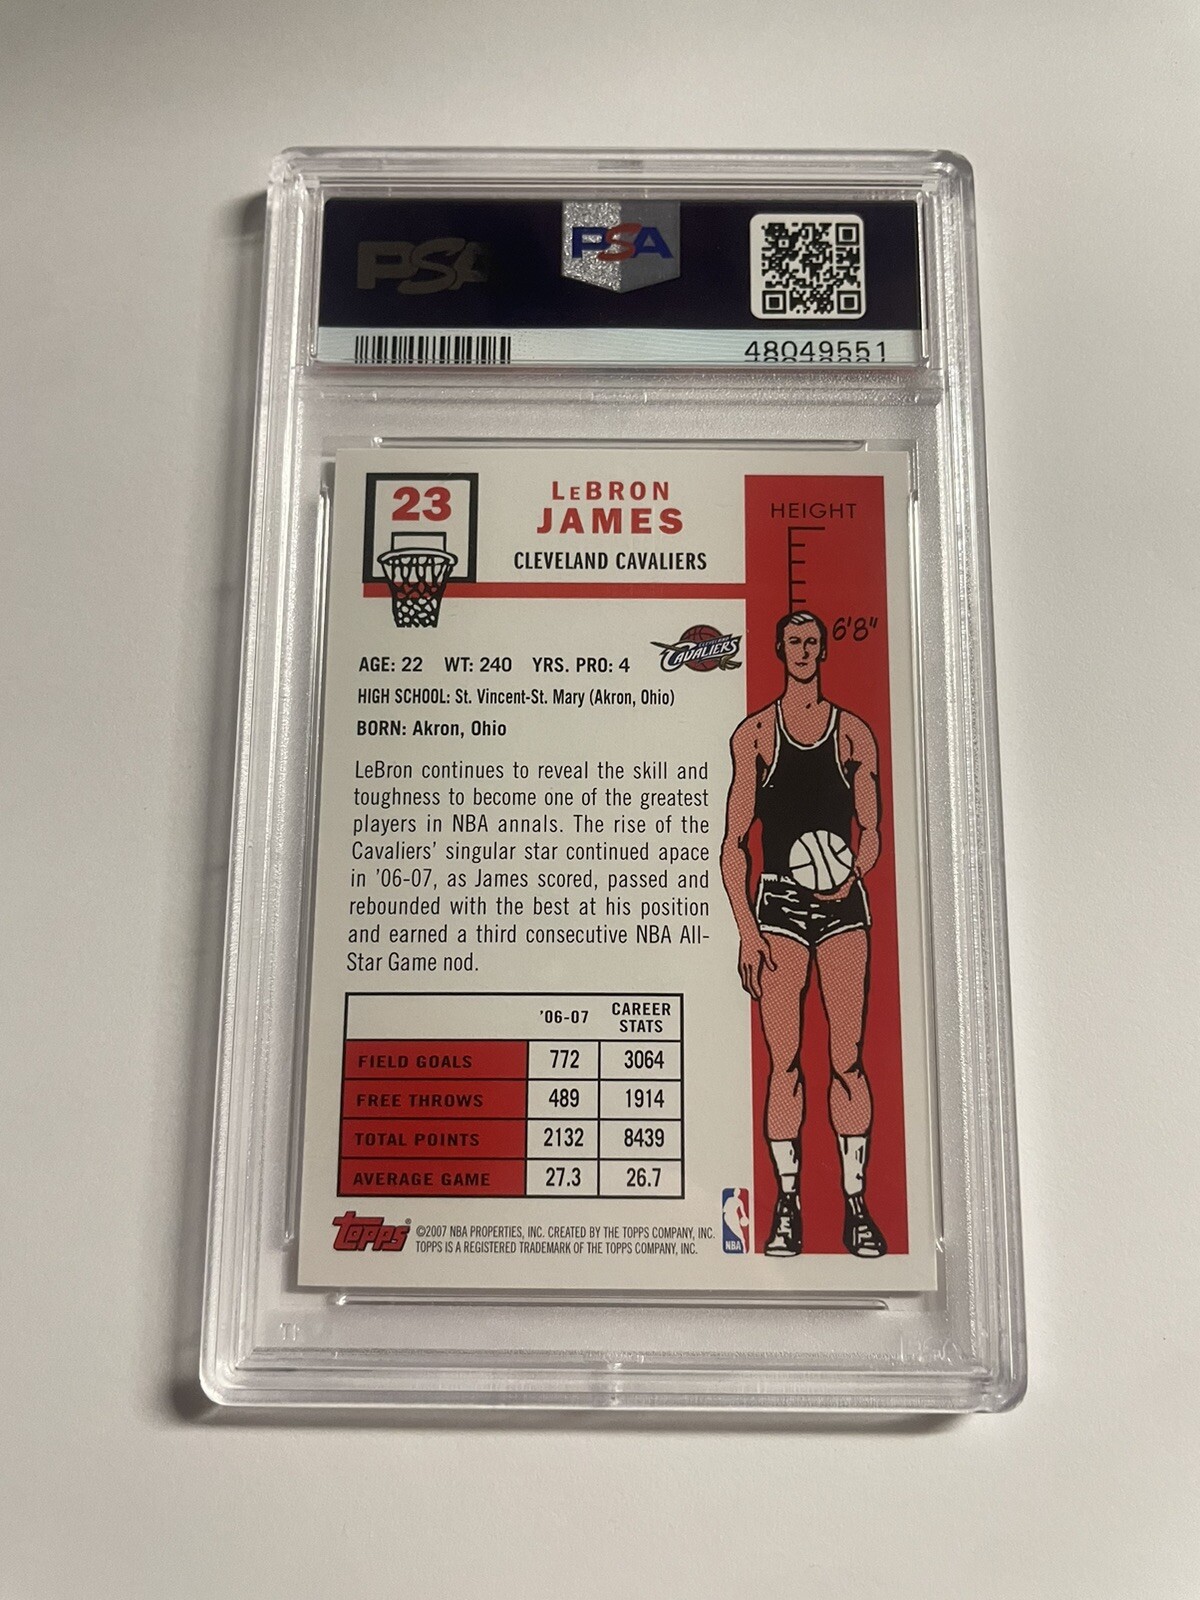 PSA
PSA
48049551
23
LeBRON
JAMES
CLEVELAND CAVALIERS
HEIGHT
6'8"
CLEVELAND
CAVALIERS
AGE: 22 WT: 240 YRS. PRO: 4
HIGH SCHOOL: St. Vincent-St. Mary (Akron, Ohio)
BORN: Akron, Ohio
LeBron continues to reveal the skill and
toughness to become one of the greatest
players in NBA annals. The rise of the
Cavaliers' singular star continued apace
in '06-07, as James scored, passed and
rebounded with the best at his position
and earned a third consecutive NBA All-
Star Game nod.
'06-07 CAREER STATS
FIELD GOALS 772 3064
FREE THROWS 489 1914
TOTAL POINTS 2132 8439
AVERAGE GAME 27.3 26.7
Topps® ©2007 NBA PROPERTIES, INC. CREATED BY THE TOPPS COMPANY, INC.
TOPPS IS A REGISTERED TRADEMARK OF THE TOPPS COMPANY, INC.
NBA